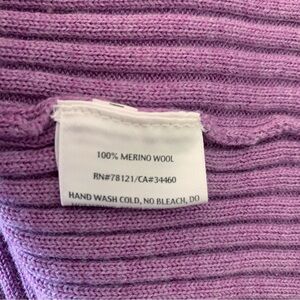 100% MERINO WOOL
RN#78121/CA#34460
HAND WASH COLD, NO BLEACH, DO